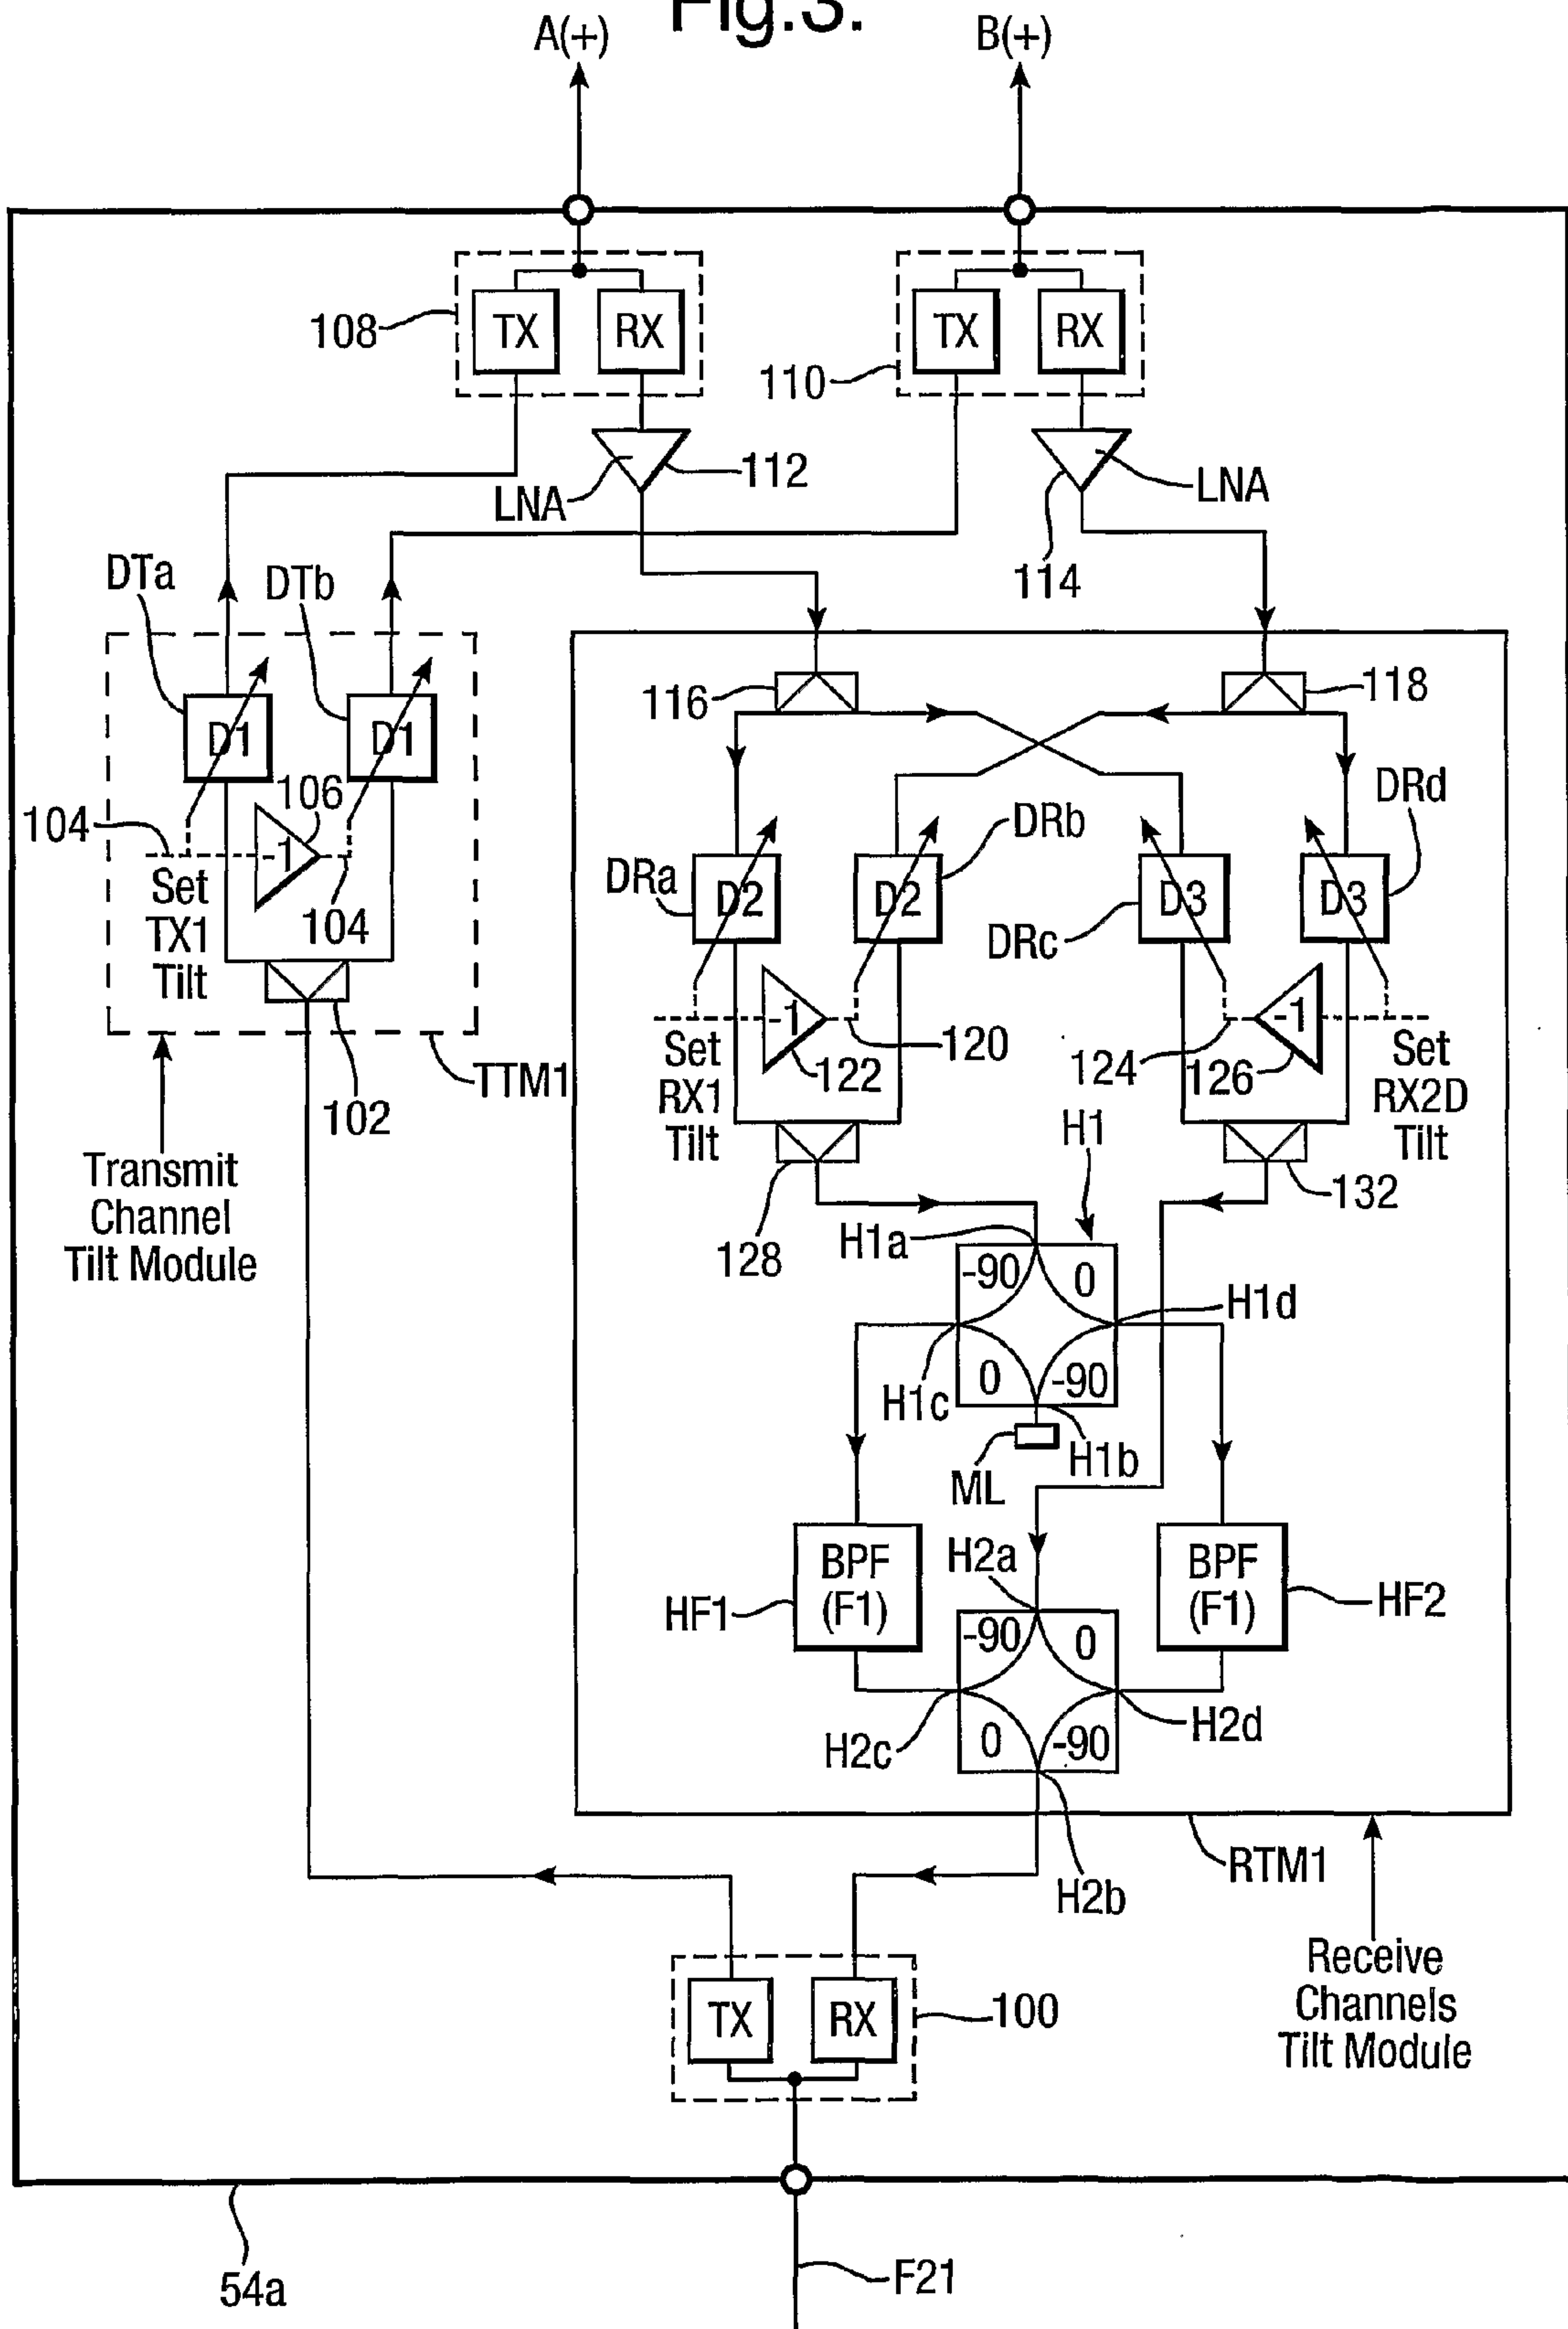 Fig.3.
A(+)
B(+)
108
TX
RX
110
TX
RX
LNA
112
114
LNA
DTa
DTb
D1
D1
104
106
-1
Set
TX1
Tilt
104
102
TTM1
Transmit
Channel
Tilt Module
116
118
DRa
D2
DRb
D2
DRc
D3
DRd
D3
Set
RX1
Tilt
-1
122
120
124
126
-1
Set
RX2D
Tilt
128
132
H1
H1a
-90
0
H1d
H1c
0
-90
ML
H1b
HF1
BPF
(F1)
H2a
BPF
(F1)
HF2
-90
0
H2c
0
-90
H2d
H2b
RTM1
Receive
Channels
Tilt Module
TX
RX
100
54a
F21